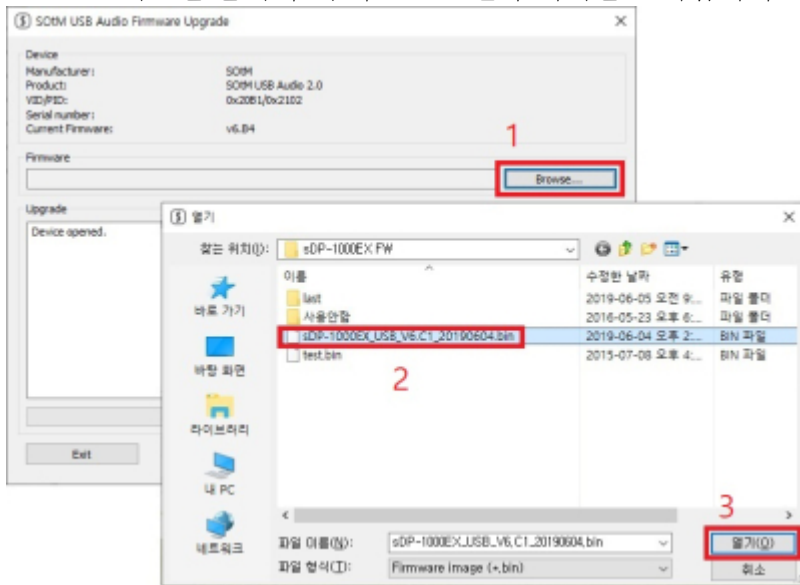 SOtM USB Audio Firmware Upgrade
Device
Manufacturer: SOtM
Product: SOtM USB Audio 2.0
VID/PID: 0x20B1/0x2102
Serial number:
Current Firmware: v6.B4
1
Firmware
Browse...
Upgrade
Device opened.
Exit
열기
찾는 위치(I): sDP-1000EX FW
이름 수정한 날짜 유형
last 2019-06-05 오전 9:... 파일 폴더
사용안함 2016-05-23 오후 6:... 파일 폴더
sDP-1000EX_USB_V6.C1_20190604.bin 2019-06-04 오후 2:... BIN 파일
test.bin 2015-07-08 오후 4:... BIN 파일
2
바로 가기
바탕 화면
라이브러리
내 PC
네트워크
3
파일 이름(N): sDP-1000EX_USB_V6.C1_20190604.bin 열기(O)
파일 형식(T): Firmware image (*.bin) 취소